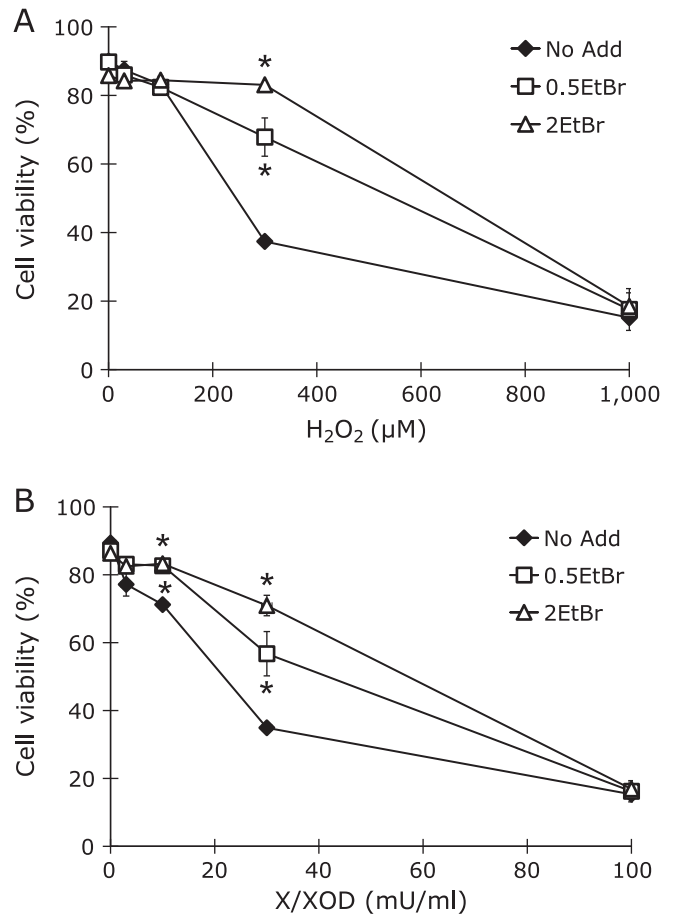 A
100
80
60
40
20
0
Cell viability (%)
No Add
0.5EtBr
2EtBr
*
*
0 200 400 600 800 1,000
H₂O₂ (µM)
B
100
80
60
40
20
0
Cell viability (%)
No Add
0.5EtBr
2EtBr
* *
* *
0 20 40 60 80 100
X/XOD (mU/ml)